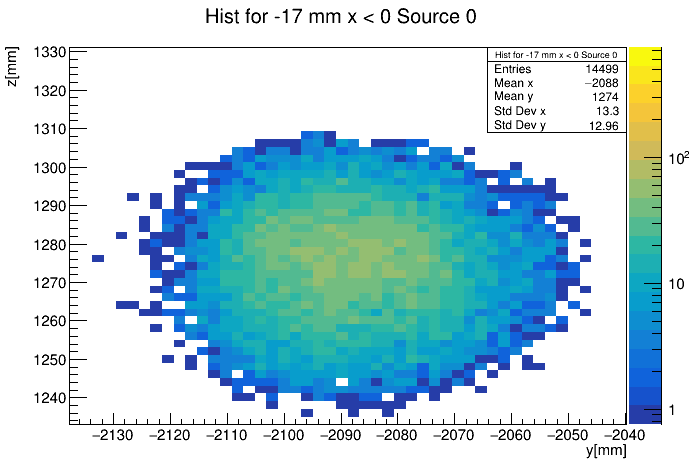 Hist for -17 mm x < 0 Source 0
z[mm]
1330
1320
1310
1300
1290
1280
1270
1260
1250
1240
Hist for -17 mm x < 0 Source 0
Entries 14499
Mean x −2088
Mean y 1274
Std Dev x 13.3
Std Dev y 12.96
10²
10
1
−2130 −2120 −2110 −2100 −2090 −2080 −2070 −2060 −2050 −2040
y[mm]